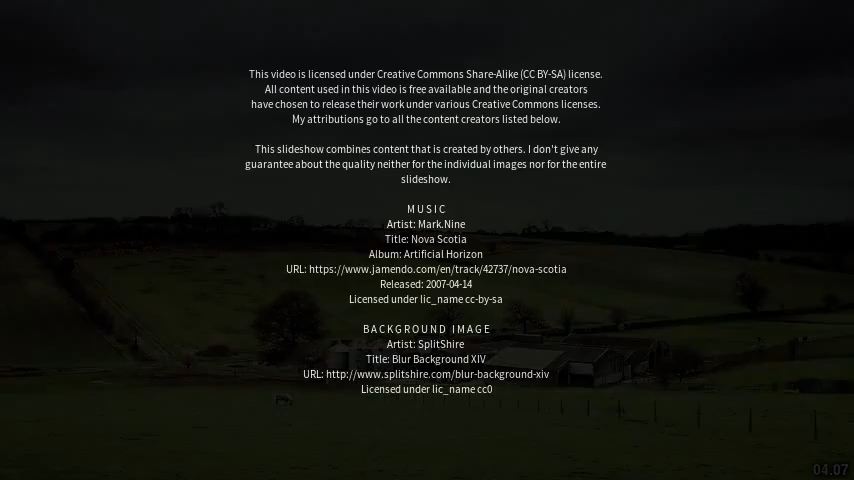 This video is licensed under Creative Commons Share-Alike (CC BY-SA) license.
All content used in this video is free available and the original creators
have chosen to release their work under various Creative Commons licenses.
My attributions go to all the content creators listed below.
This slideshow combines content that is created by others. I don't give any
guarantee about the quality neither for the individual images nor for the entire
slideshow.
MUSIC
Artist: Mark.Nine
Title: Nova Scotia
Album: Artificial Horizon
URL: https://www.jamendo.com/en/track/42737/nova-scotia
Released: 2007-04-14
Licensed under lic_name cc-by-sa
BACKGROUND IMAGE
Artist: SplitShire
Title: Blur Background XIV
URL: http://www.splitshire.com/blur-background-xiv
Licensed under lic_name cc0
04.07